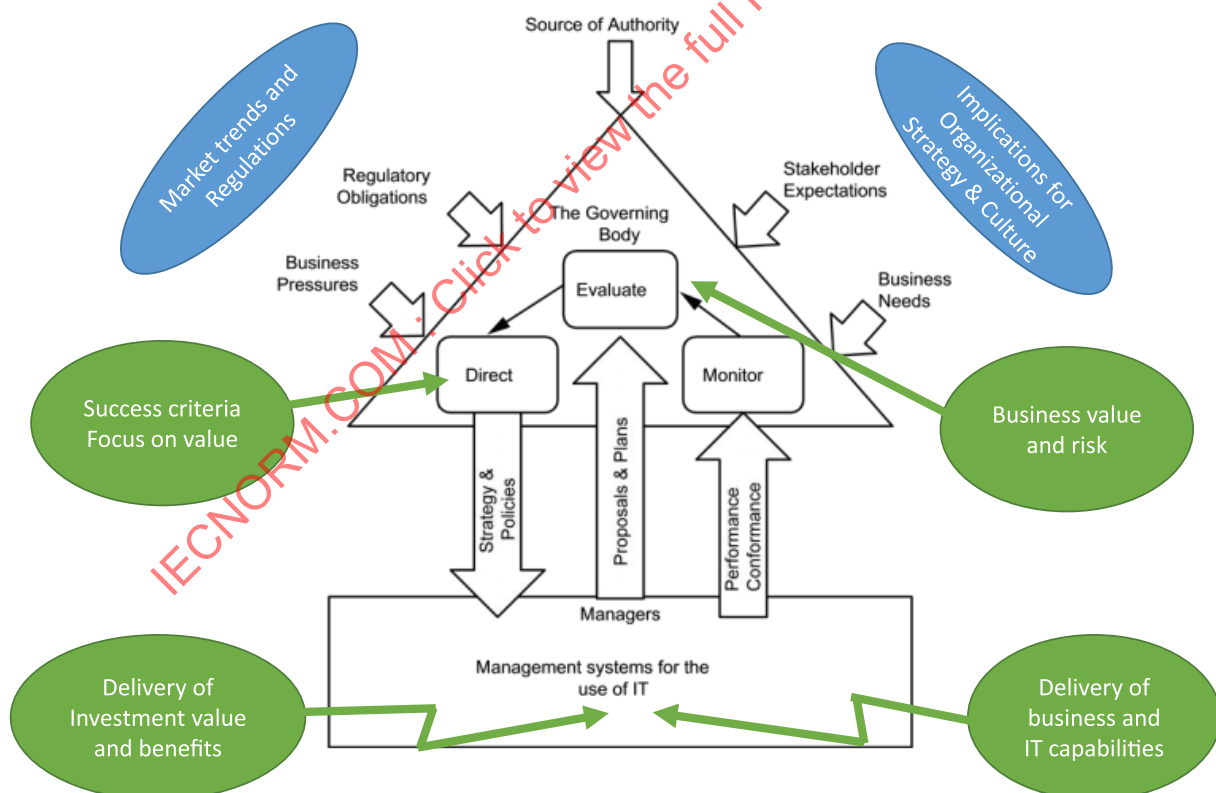 Source of Authority
Market trends and
Regulations
Implications for
Organizational
Strategy & Culture
Regulatory
Obligations
Stakeholder
Expectations
The Governing
Body
Business
Pressures
Evaluate
Business
Needs
Direct
Monitor
Success criteria
Focus on value
Business value
and risk
Strategy &
Policies
Proposals & Plans
Performance
Conformance
Managers
Management systems for the
use of IT
Delivery of
Investment value
and benefits
Delivery of
business and
IT capabilities
IECNORM.COM : Click to view the full